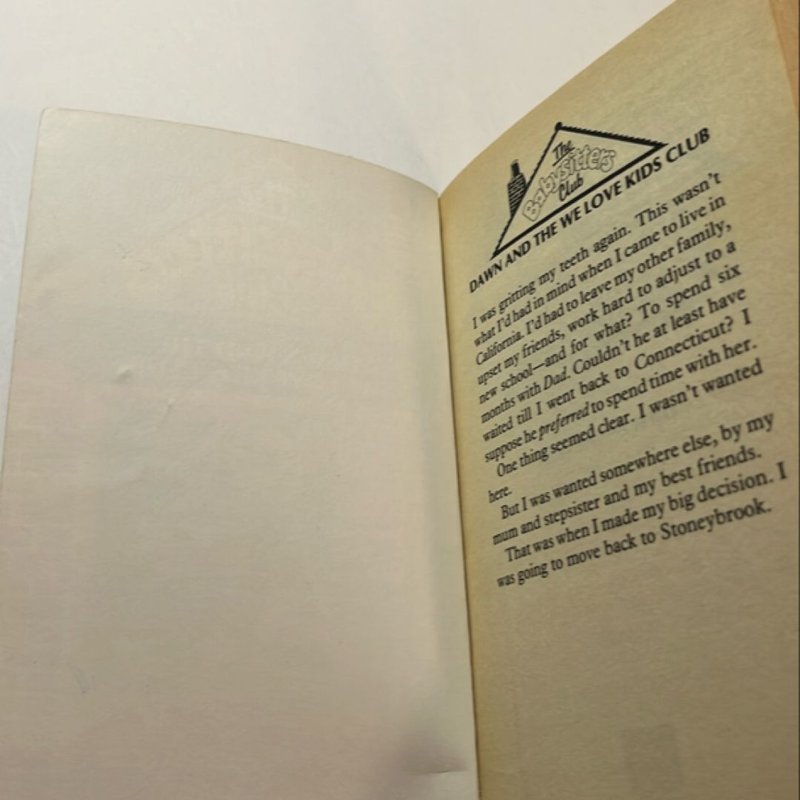 The
Babysitters
Club
DAWN AND THE WE LOVE KIDS CLUB
I was gritting my teeth again. This wasn't
what I'd had in mind when I came to live in
California. I'd had to leave my other family,
upset my friends, work hard to adjust to a
new school—and for what? To spend six
months with Dad. Couldn't he at least have
waited till I went back to Connecticut? I
suppose he preferred to spend time with her.
One thing seemed clear. I wasn't wanted
here.
But I was wanted somewhere else, by my
mum and stepsister and my best friends.
That was when I made my big decision. I
was going to move back to Stoneybrook.